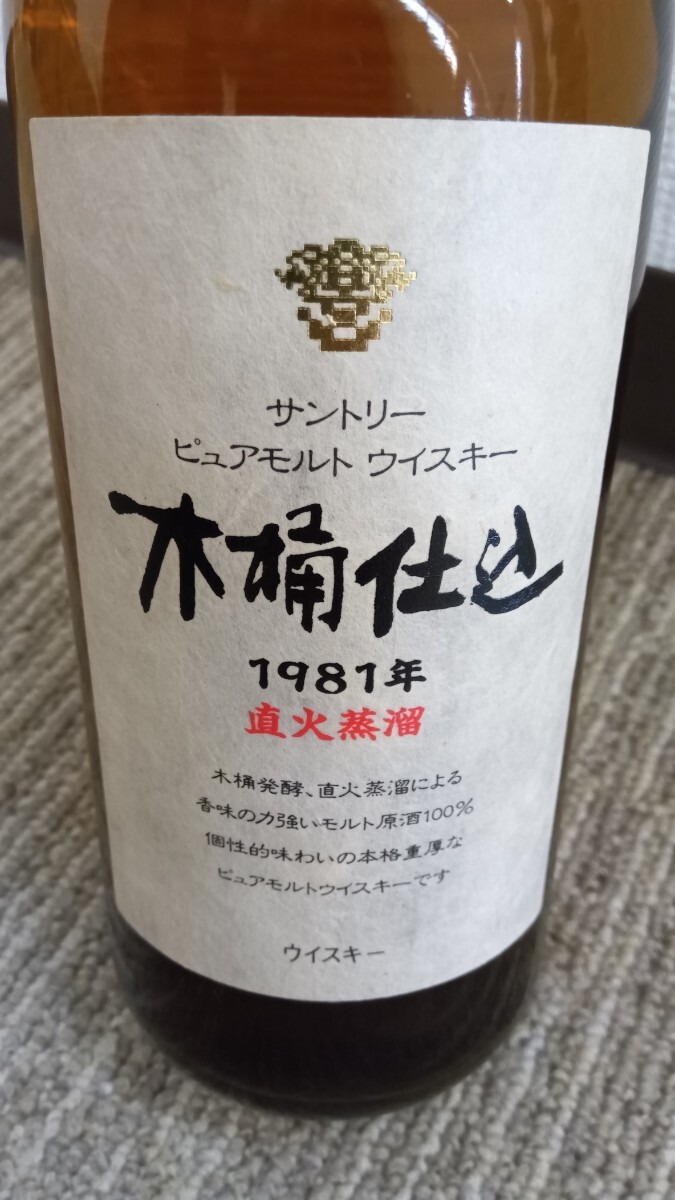 サントリー
ピュアモルト ウイスキー
木桶仕込
1981年
直火蒸溜
木桶発酵、直火蒸溜による
香味の力強いモルト原酒100%
個性的味わいの本格重厚な
ピュアモルトウイスキーです
ウイスキー